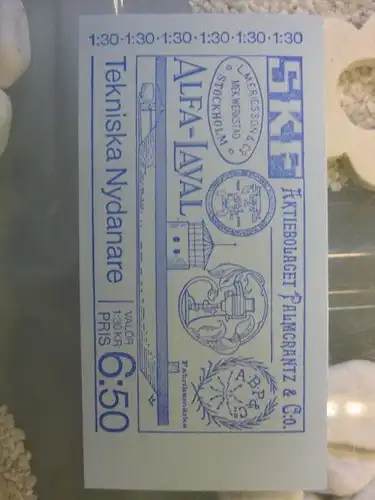 1:30·1:30·1:30·1:30·1:30·1:30
SKF
AKTIEBOLAGET PALMCRANTZ & C:o.
L.M. ERICSSON & Co
MEK. WERKSTAD
STOCKHOLM
ALFA-LAVAL
A.B.P.&C:o
Fabriksmärke
Tekniska Nydanare
VALÖR
1:30 KR
PRIS
6:50